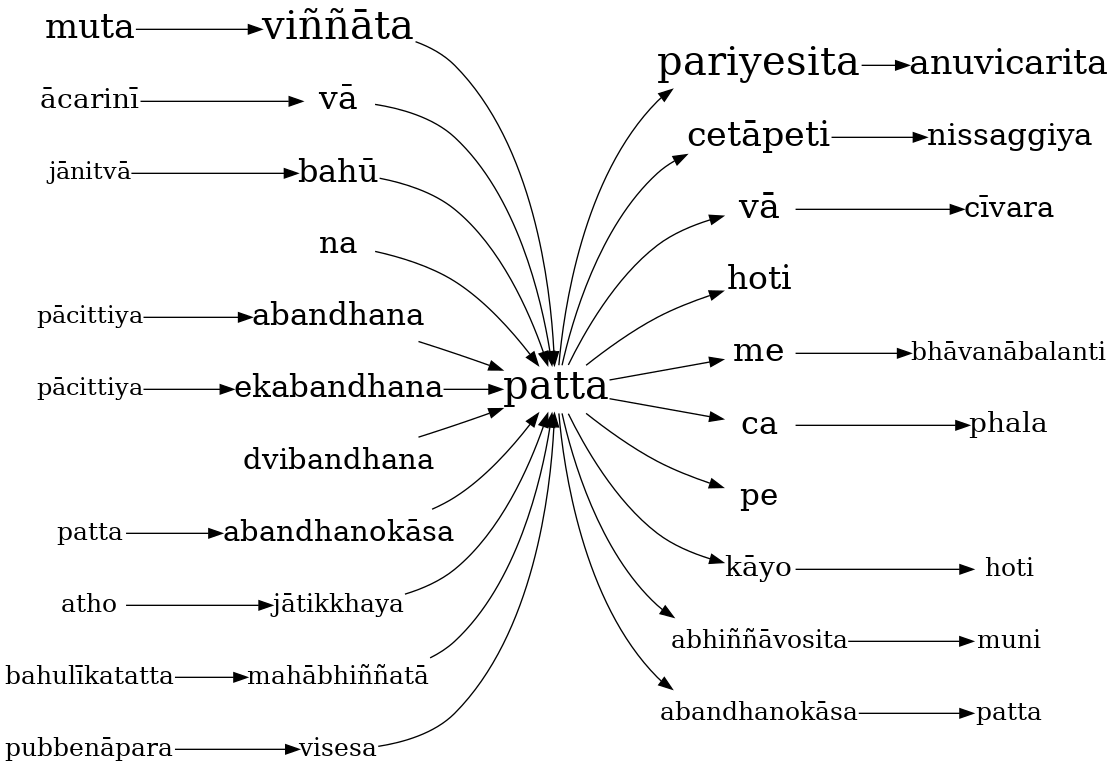 muta viññāta
ācarinī vā
jānitvā bahū
na
pācittiya abandhana
pācittiya ekabandhana
dvibandhana
patta abandhanokāsa
atho jātikkhaya
bahulīkatatta mahābhiññatā
pubbenāpara visesa
patta
pariyesita anuvicarita
cetāpeti nissaggiya
vā cīvara
hoti
me bhāvanābalanti
ca phala
pe
kāyo hoti
abhiññāvosita muni
abandhanokāsa patta